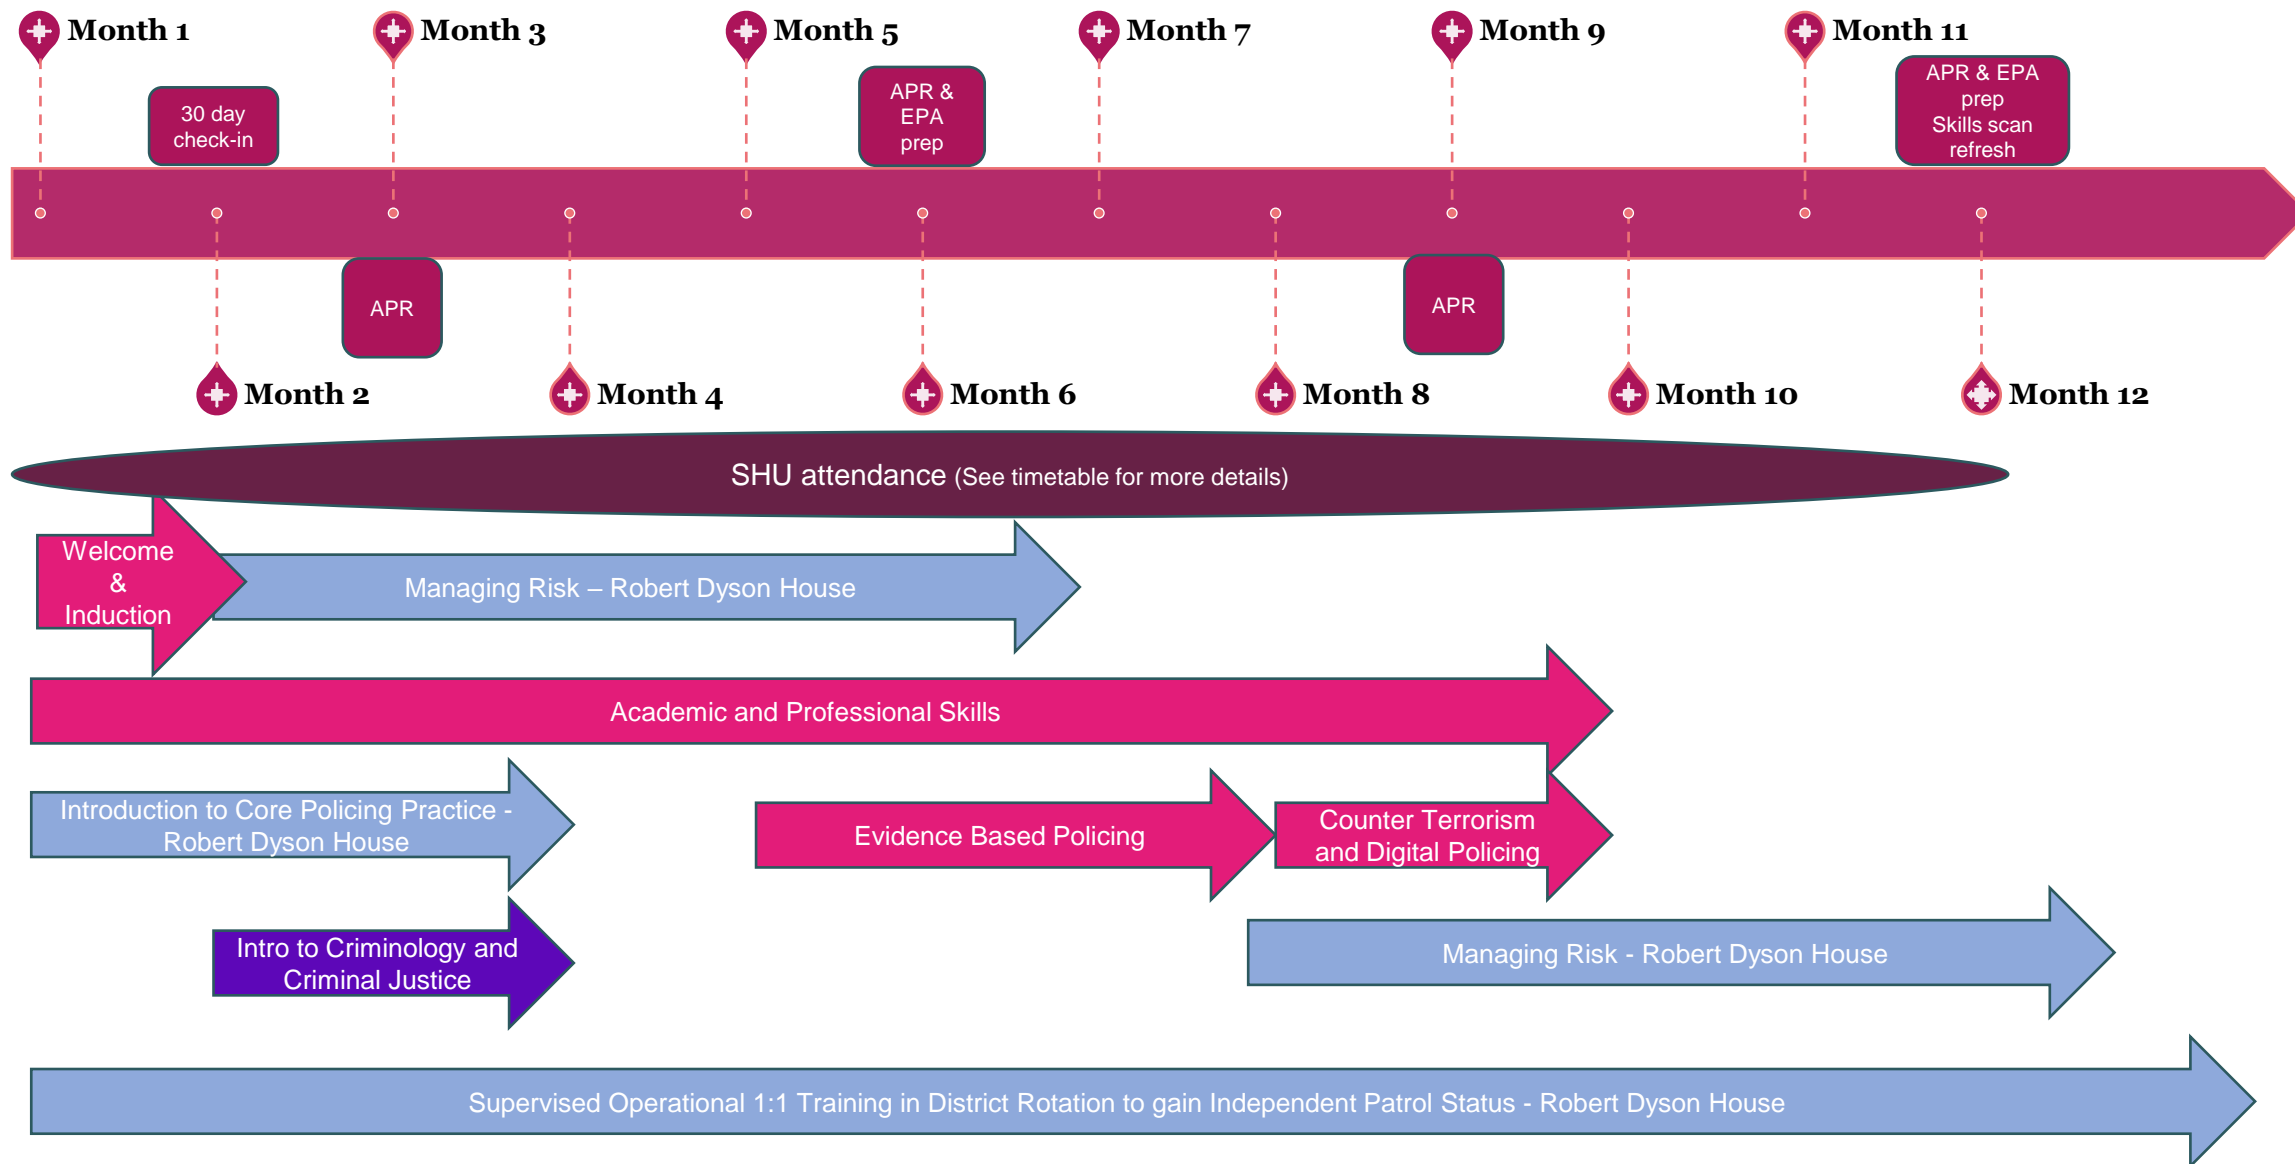 Month 1
Month 3
Month 5
Month 7
Month 9
Month 11
30 day
check-in
APR &
EPA
prep
APR & EPA
prep
Skills scan
refresh
APR
APR
Month 2
Month 4
Month 6
Month 8
Month 10
Month 12
SHU attendance (See timetable for more details)
Welcome
&
Induction
Managing Risk – Robert Dyson House
Academic and Professional Skills
Introduction to Core Policing Practice -
Robert Dyson House
Evidence Based Policing
Counter Terrorism
and Digital Policing
Intro to Criminology and
Criminal Justice
Managing Risk - Robert Dyson House
Supervised Operational 1:1 Training in District Rotation to gain Independent Patrol Status - Robert Dyson House